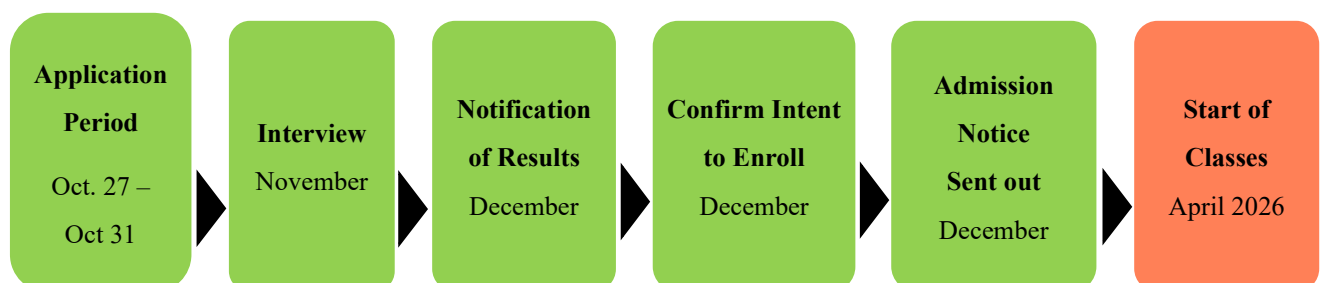 Application
Period
Oct. 27 –
Oct 31
Interview
November
Notification
of Results
December
Confirm Intent
to Enroll
December
Admission
Notice
Sent out
December
Start of
Classes
April 2026